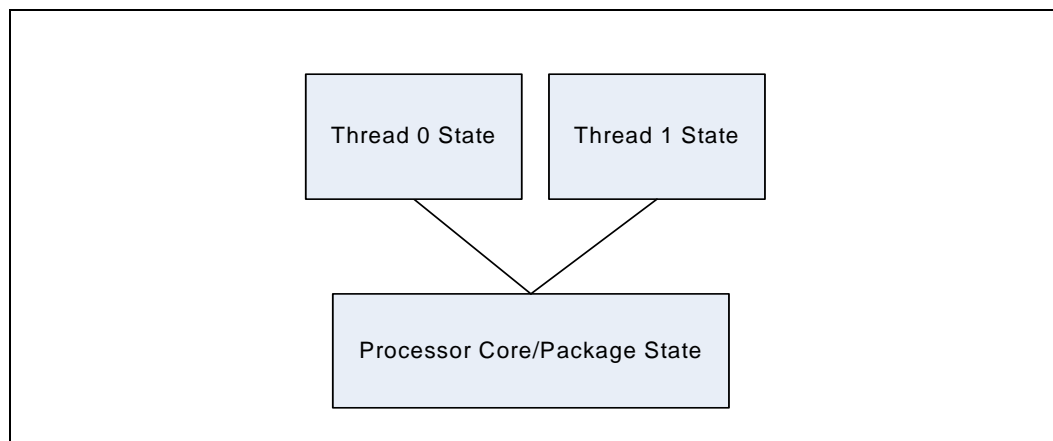 Thread 0 State
Thread 1 State
Processor Core/Package State